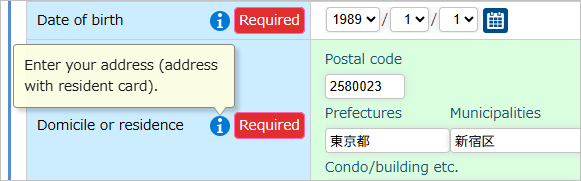 Date of birth
Required
1989 / 1 / 1
Enter your address (address
with resident card).
Postal code
2580023
Domicile or residence
Required
Prefectures
Municipalities
東京都
新宿区
Condo/building etc.